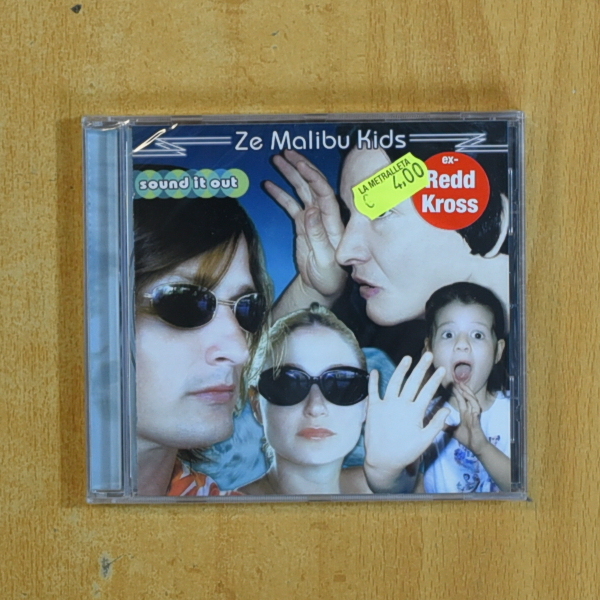 Ze Malibu Kids
sound it out
LA METRALLETA
€ 4,00
ex-
Redd
Kross